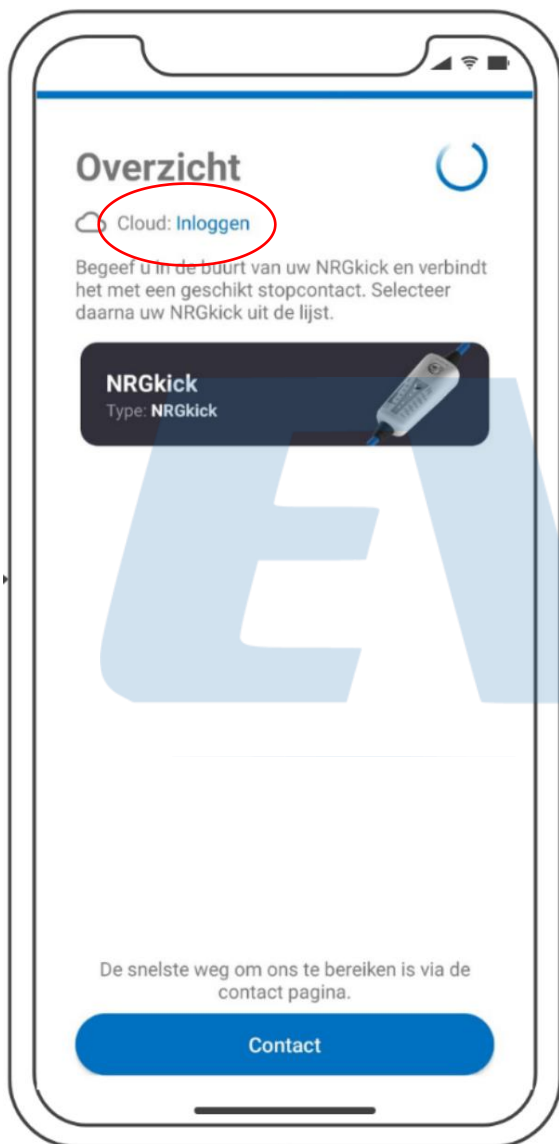 Overzicht
Cloud: Inloggen
Begeef u in de buurt van uw NRGkick en verbindt
het met een geschikt stopcontact. Selecteer
daarna uw NRGkick uit de lijst.
NRGkick
Type: NRGkick
EV
De snelste weg om ons te bereiken is via de
contact pagina.
Contact